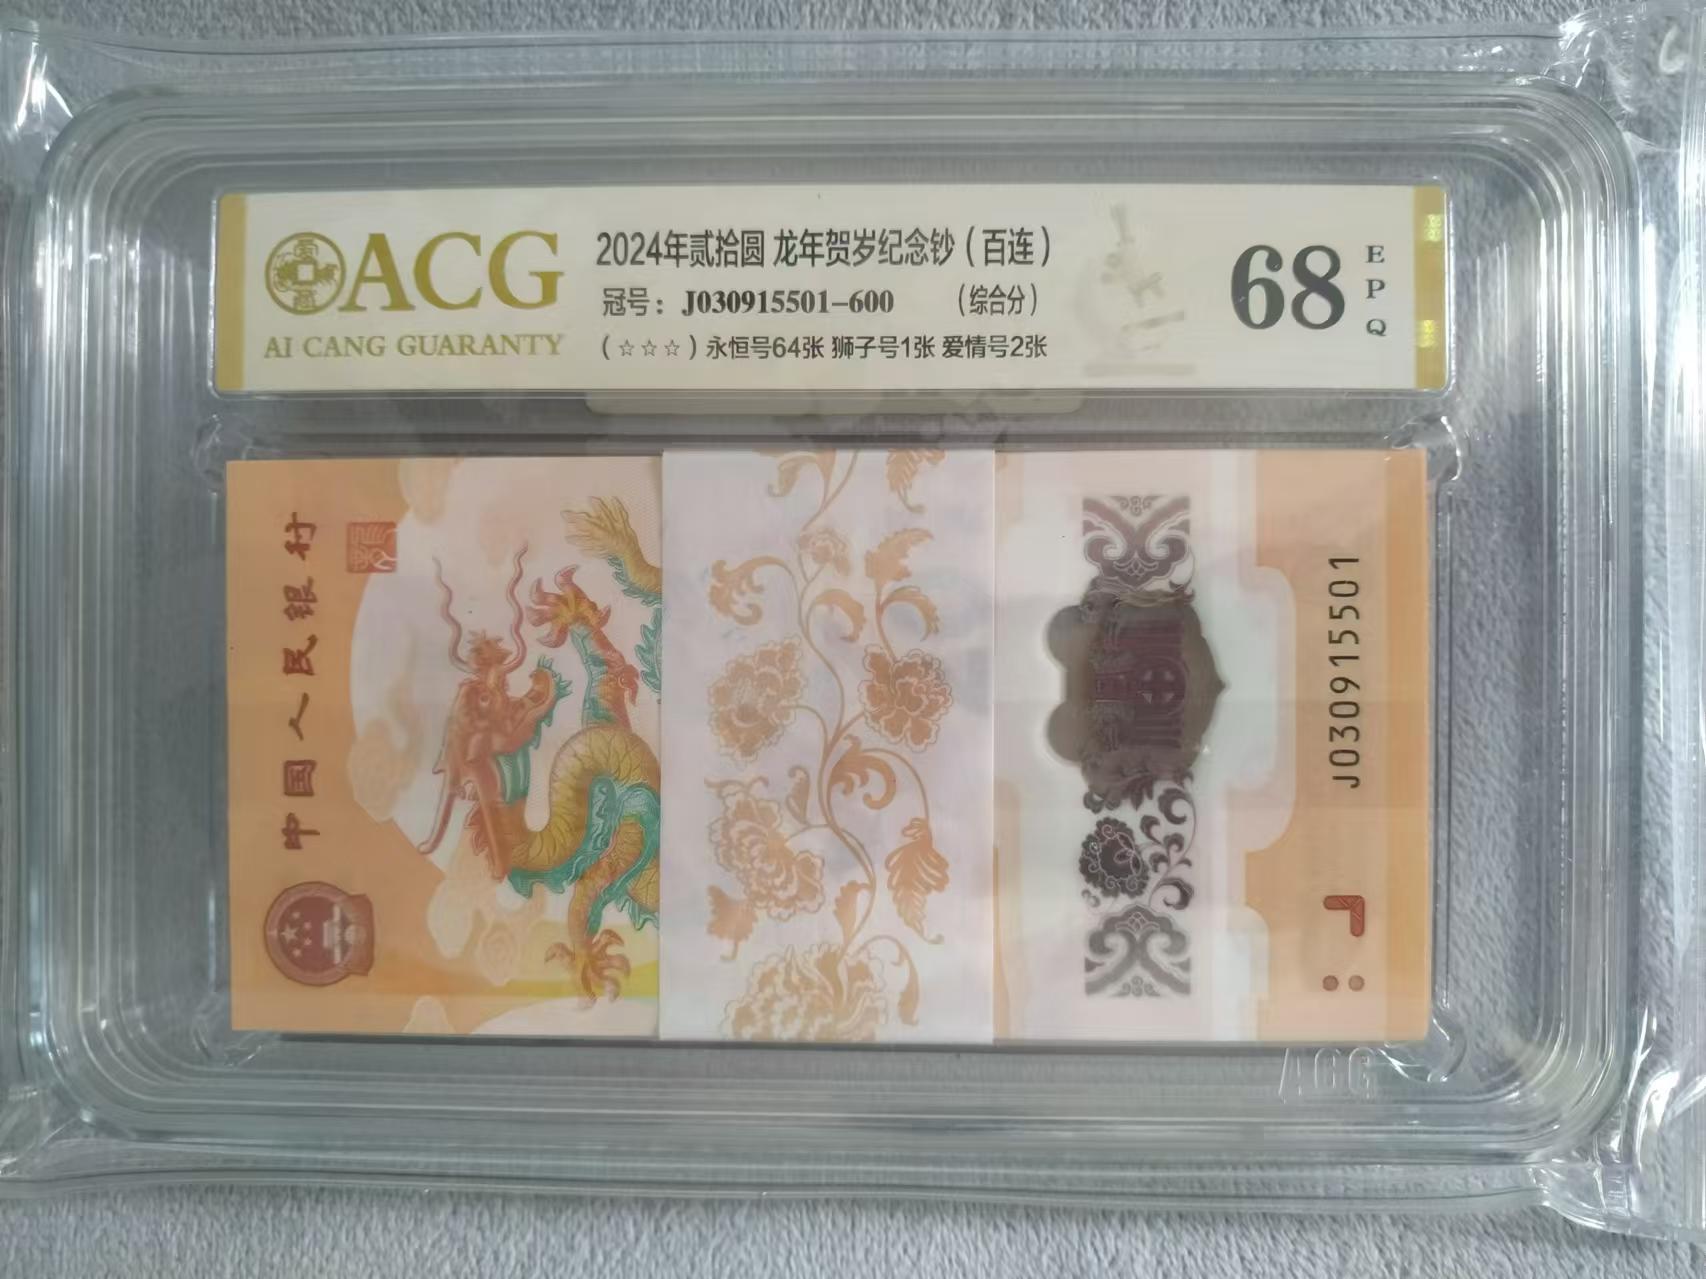 ACG
AI CANG GUARANTY
2024年贰拾圆 龙年贺岁纪念钞（百连）
冠号：J030915501-600 （综合分）
（☆☆☆）永恒号64张 狮子号1张 爱情号2张
68
EPQ
中国人民银行
J030915501
ACG